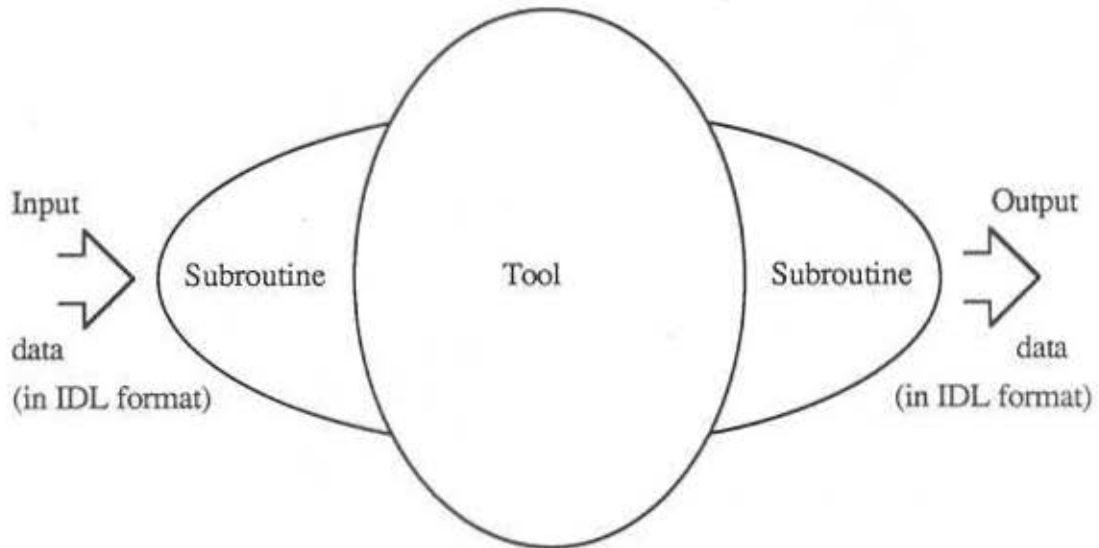 Input
Output
Subroutine
Tool
Subroutine
data
data
(in IDL format)
(in IDL format)